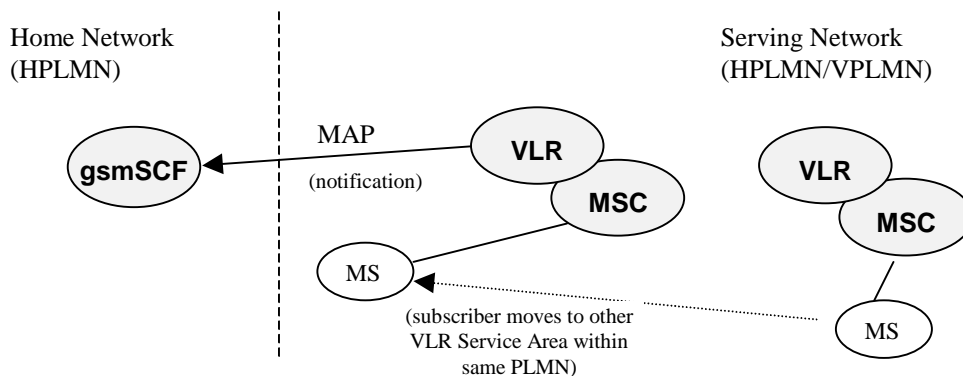 Home Network
(HPLMN)
Serving Network
(HPLMN/VPLMN)
gsmSCF
MAP
(notification)
VLR
MSC
VLR
MSC
MS
(subscriber moves to other
VLR Service Area within
same PLMN)
MS